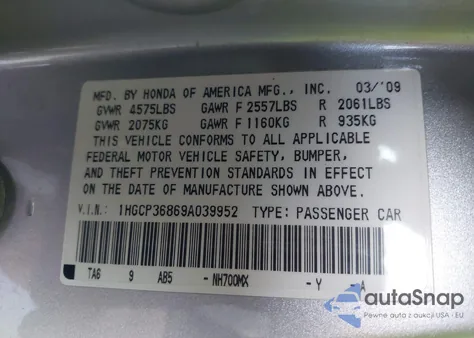 MFD. BY HONDA OF AMERICA MFG., INC. 03/'09
GVWR 4575LBS GAWR F 2557LBS R 2061LBS
GVWR 2075KG GAWR F 1160KG R 935KG
THIS VEHICLE CONFORMS TO ALL APPLICABLE
FEDERAL MOTOR VEHICLE SAFETY, BUMPER,
AND THEFT PREVENTION STANDARDS IN EFFECT
ON THE DATE OF MANUFACTURE SHOWN ABOVE.
V.I.N.: 1HGCP36869A039952 TYPE: PASSENGER CAR
TA6 9 AB5 -NH700MX -Y -A
autoSnap
Pewne auta z aukcji USA - EU